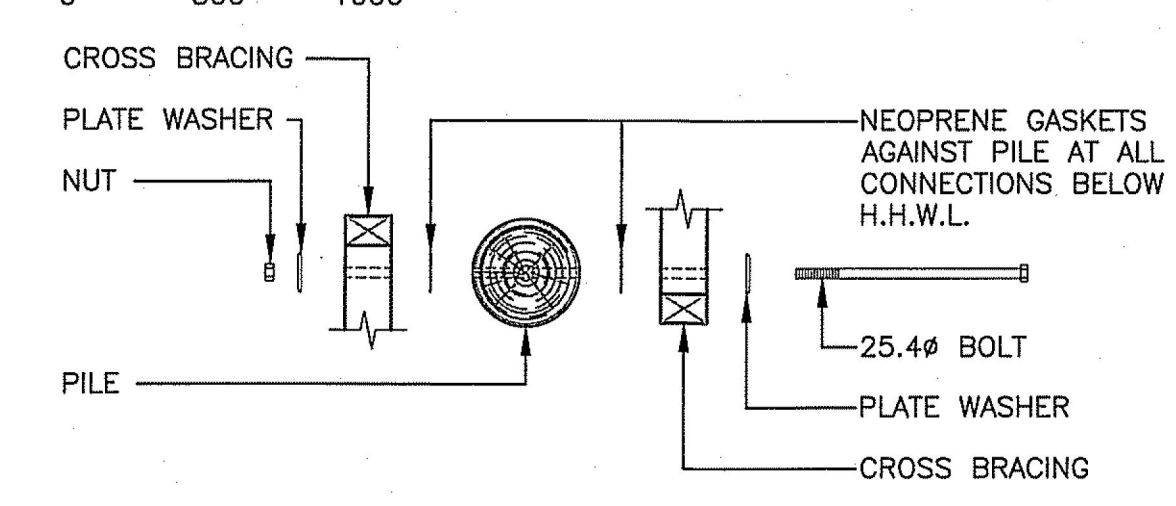 CROSS BRACING
PLATE WASHER
NUT
PILE
NEOPRENE GASKETS
AGAINST PILE AT ALL
CONNECTIONS BELOW
H.H.W.L.
25.4ø BOLT
PLATE WASHER
CROSS BRACING